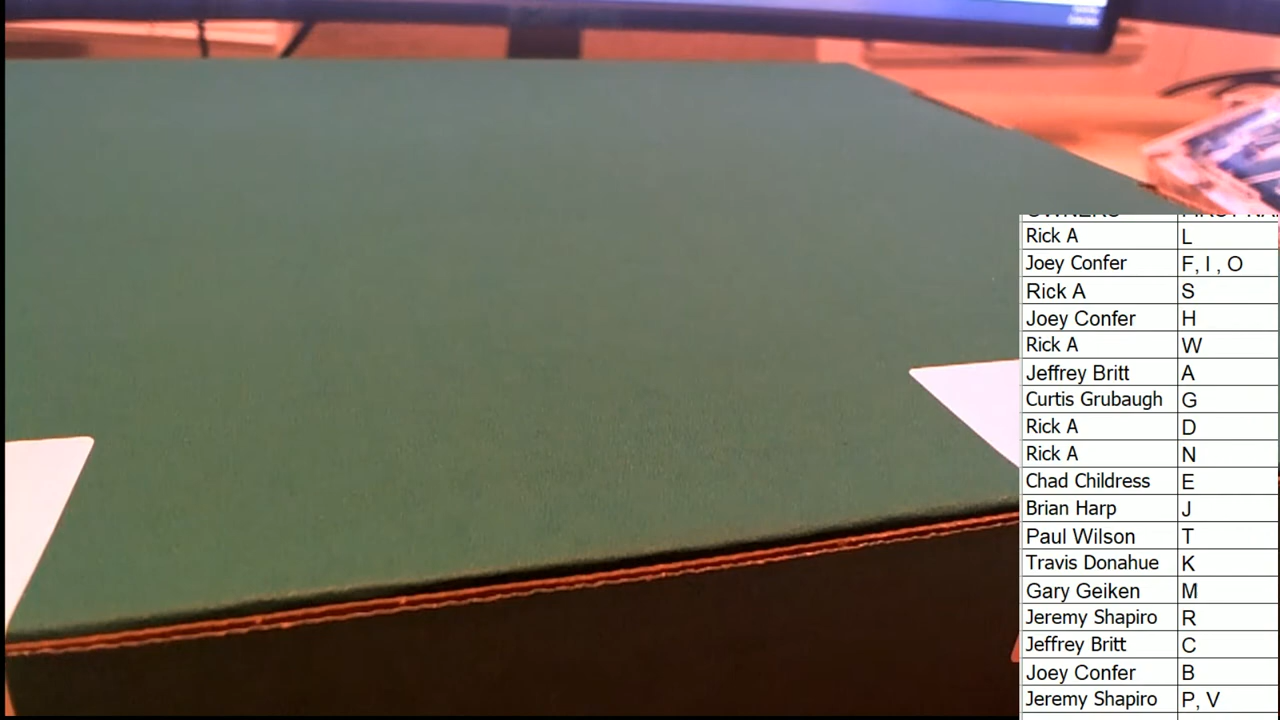 Rick A L
Joey Confer F, I , O
Rick A S
Joey Confer H
Rick A W
Jeffrey Britt A
Curtis Grubaugh G
Rick A D
Rick A N
Chad Childress E
Brian Harp J
Paul Wilson T
Travis Donahue K
Gary Geiken M
Jeremy Shapiro R
Jeffrey Britt C
Joey Confer B
Jeremy Shapiro P, V